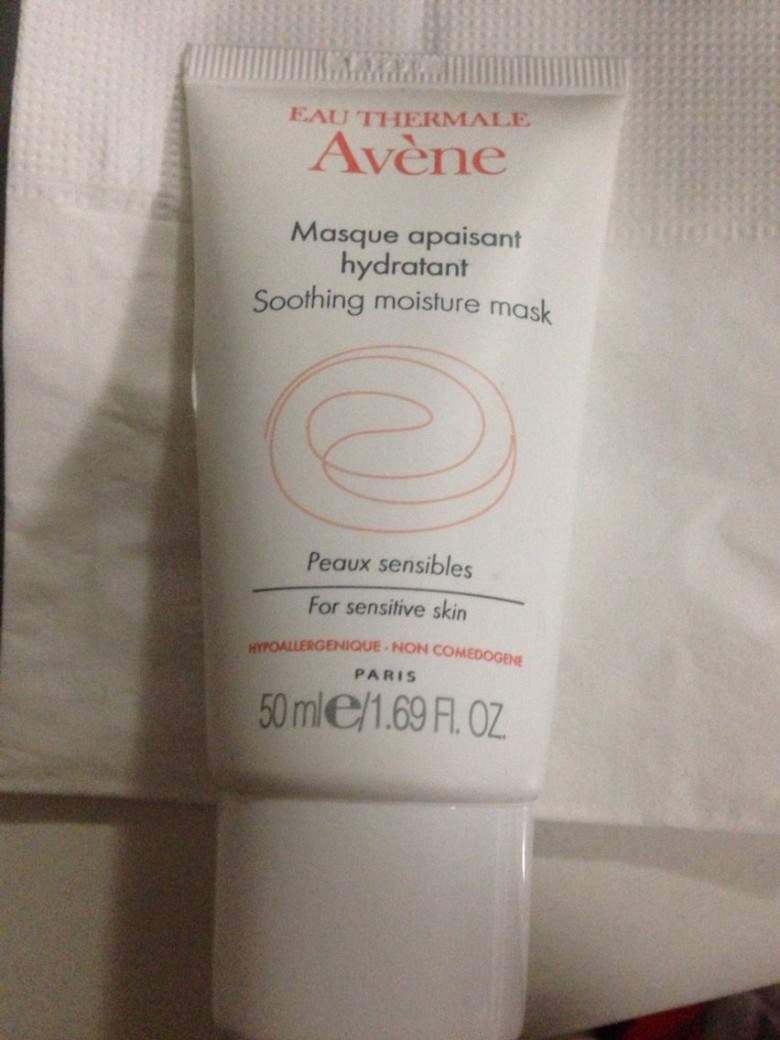 EAU THERMALE
Avène
Masque apaisant
hydratant
Soothing moisture mask
Peaux sensibles
For sensitive skin
HYPOALLERGENIQUE - NON COMEDOGENE
PARIS
50 ml e/1.69 Fl. OZ.